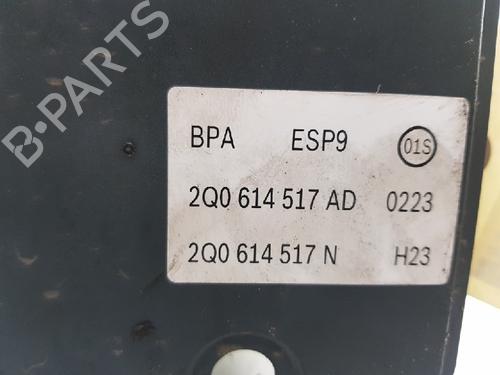 B-PARTS
BPA ESP9 01S
2Q0 614 517 AD 0223
2Q0 614 517 N H23